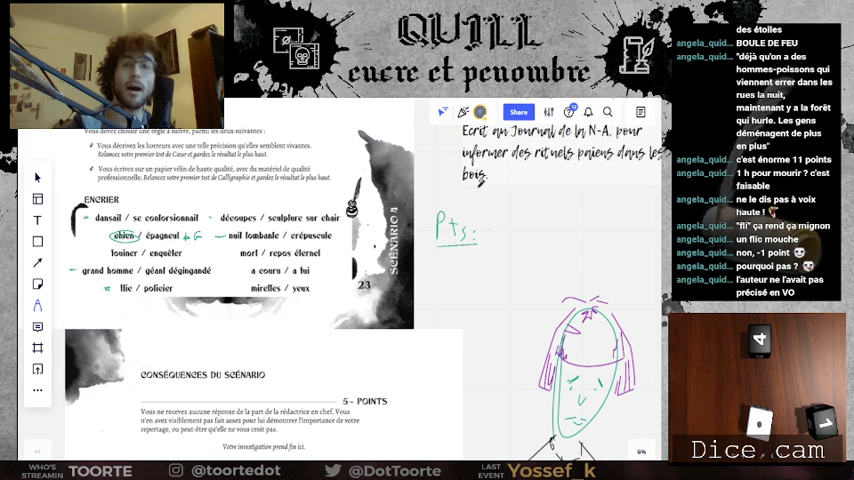 QUILL
encre et penombre
Vous devez choisir une règle à suivre, parmi les deux suivantes :
Vous décrivez les horreurs avec une telle précision qu'elles semblent vivantes.
Relancez votre premier test de Cœur et gardez le résultat le plus haut.
Vous écrivez sur un papier vélin de haute qualité, avec du matériel de qualité
professionnelle. Relancez votre premier test de Calligraphie et gardez le résultat le plus haut.
ENCRIER
dansait / se contorsionnait
découpes / sculpture sur chair
chien / épagneul
nuit tombante / crépuscule
fouiner / enquêter
mort / repos éternel
grand homme / géant dégingandé
a couru / a fui
flic / policier
mirettes / yeux
SCÉNARIO 4
23
CONSÉQUENCES DU SCÉNARIO
5 - POINTS
Vous ne recevez aucune réponse de la part de la rédactrice en chef. Vous
n'avez visiblement pas fait assez pour lui démontrer l'importance de votre
reportage, ou peut-être qu'elle ne vous croit pas.
Votre investigation prend fin ici.
Share
Ecrit au Journal de la N-A, pour
informer des rituels païens dans les
bois.
Pts:
6%
des étoiles
angela_quid... BOULE DE FEU
angela_quid... "déjà qu'on a des
hommes-poissons qui
viennent errer dans les
rues la nuit,
maintenant y a la forêt
qui hurle. Les gens
déménagent de plus
en plus"
angela_quid... c'est énorme 11 points
angela_quid... 1 h pour mourir ? c'est
faisable
angela_quid... ne le dis pas à voix
haute !
angela_quid... "fli" ça rend ça mignon
angela_quid... un flic mouche
angela_quid... non, -1 point
angela_quid... pourquoi pas ?
angela_quid... l'auteur ne l'avait pas
précisé en VO
4
1
Dice.cam
WHO'S
STREAMIN
TOORTE
@toortedot
@DotToorte
LAST
EVENT
Yossef_k